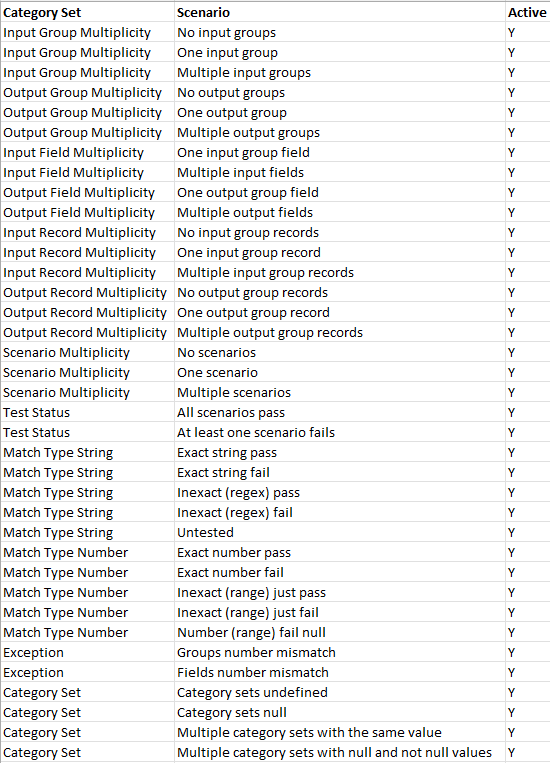 Category Set Scenario Active
Input Group Multiplicity No input groups Y
Input Group Multiplicity One input group Y
Input Group Multiplicity Multiple input groups Y
Output Group Multiplicity No output groups Y
Output Group Multiplicity One output group Y
Output Group Multiplicity Multiple output groups Y
Input Field Multiplicity One input group field Y
Input Field Multiplicity Multiple input fields Y
Output Field Multiplicity One output group field Y
Output Field Multiplicity Multiple output fields Y
Input Record Multiplicity No input group records Y
Input Record Multiplicity One input group record Y
Input Record Multiplicity Multiple input group records Y
Output Record Multiplicity No output group records Y
Output Record Multiplicity One output group record Y
Output Record Multiplicity Multiple output group records Y
Scenario Multiplicity No scenarios Y
Scenario Multiplicity One scenario Y
Scenario Multiplicity Multiple scenarios Y
Test Status All scenarios pass Y
Test Status At least one scenario fails Y
Match Type String Exact string pass Y
Match Type String Exact string fail Y
Match Type String Inexact (regex) pass Y
Match Type String Inexact (regex) fail Y
Match Type String Untested Y
Match Type Number Exact number pass Y
Match Type Number Exact number fail Y
Match Type Number Inexact (range) just pass Y
Match Type Number Inexact (range) just fail Y
Match Type Number Number (range) fail null Y
Exception Groups number mismatch Y
Exception Fields number mismatch Y
Category Set Category sets undefined Y
Category Set Category sets null Y
Category Set Multiple category sets with the same value Y
Category Set Multiple category sets with null and not null values Y